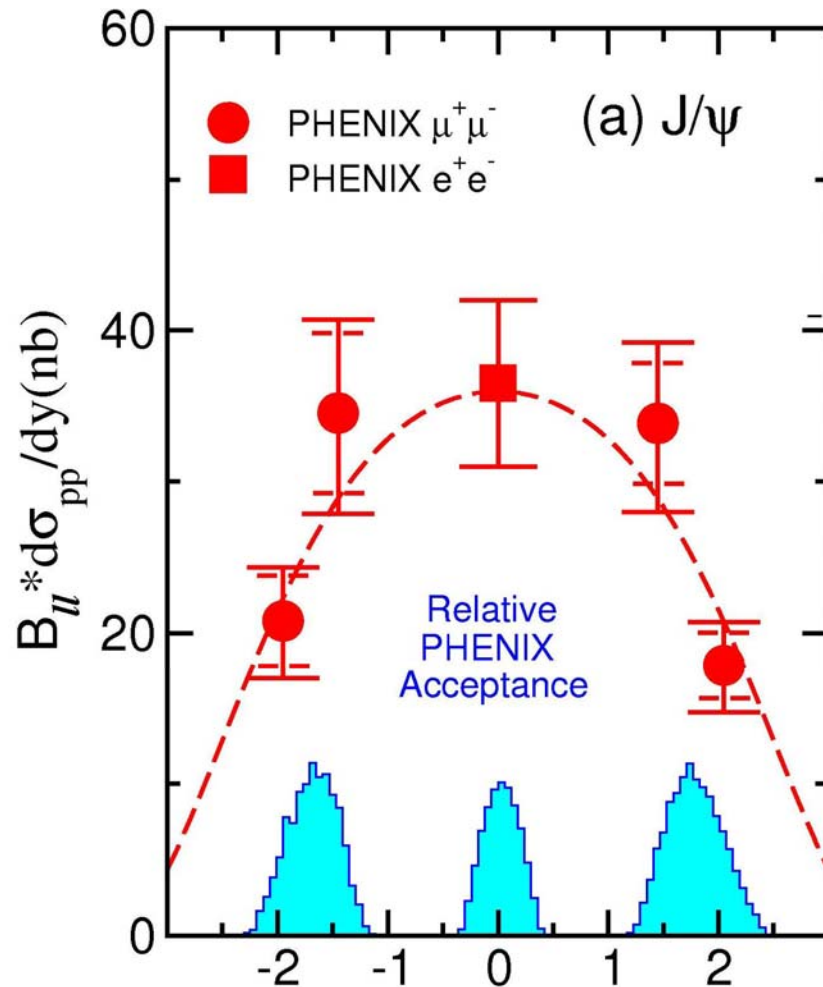 60
PHENIX μ⁺μ⁻
(a) J/ψ
PHENIX e⁺e⁻
40
B_ll*dσ_pp/dy(nb)
Relative
PHENIX
Acceptance
20
0
-2 -1 0 1 2